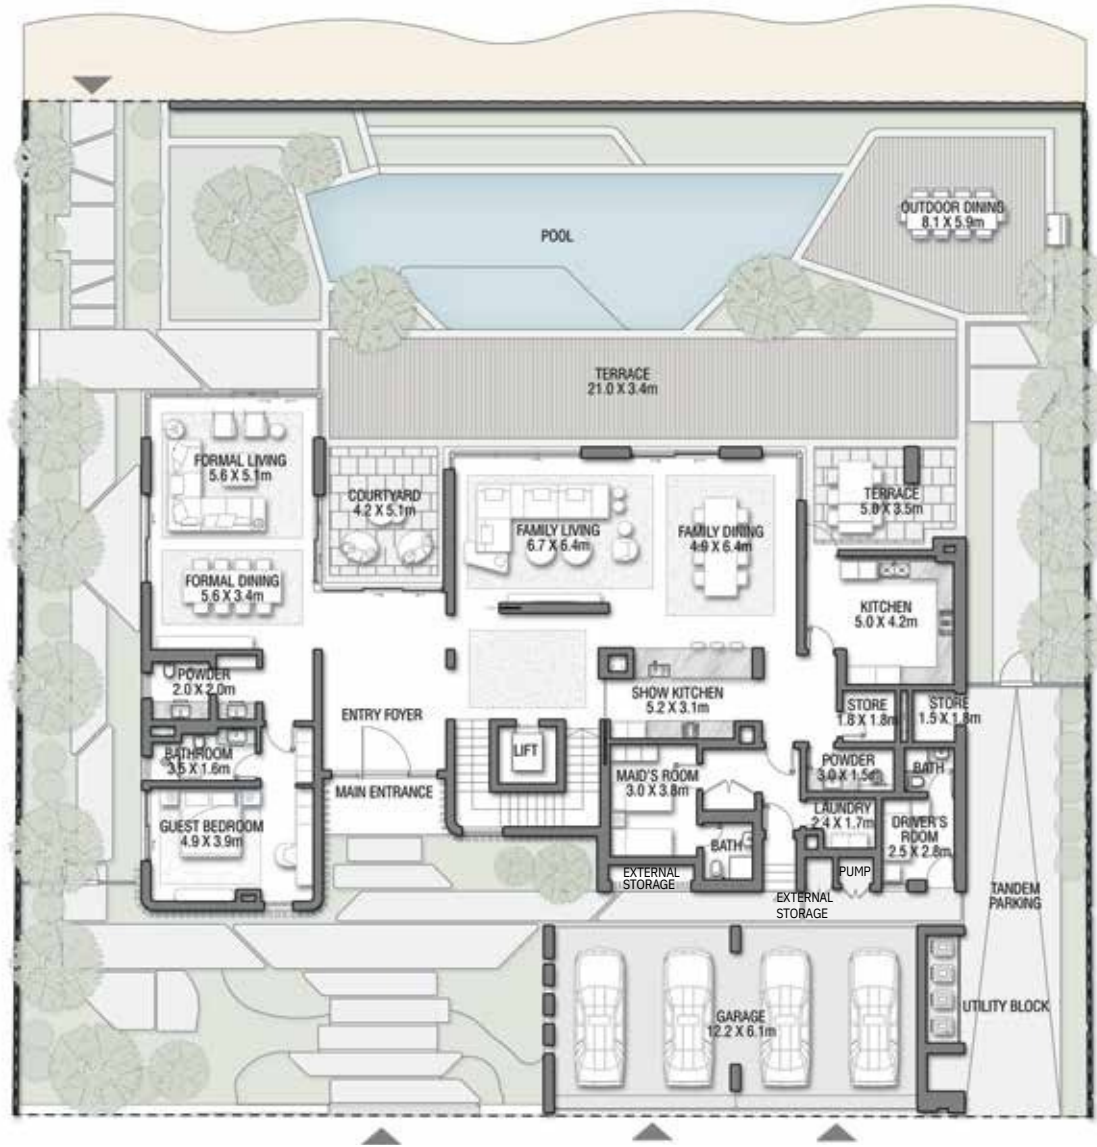 OUTDOOR DINING
8.1 X 5.9m
POOL
TERRACE
21.0 X 3.4m
FORMAL LIVING
5.6 X 5.1m
COURTYARD
4.2 X 5.1m
FAMILY LIVING
6.7 X 6.4m
FAMILY DINING
4.9 X 6.4m
TERRACE
5.0 X 3.5m
FORMAL DINING
5.6 X 3.4m
KITCHEN
5.0 X 4.2m
POWDER
2.0 X 2.0m
SHOW KITCHEN
5.2 X 3.1m
STORE
1.8 X 1.8m
STORE
1.5 X 1.8m
ENTRY FOYER
LIFT
BATHROOM
3.5 X 1.6m
MAID'S ROOM
3.0 X 3.8m
POWDER
3.0 X 1.5m
BATH
MAIN ENTRANCE
GUEST BEDROOM
4.9 X 3.9m
LAUNDRY
2.4 X 1.7m
DRIVER'S
ROOM
2.5 X 2.8m
BATH
EXTERNAL
STORAGE
PUMP
EXTERNAL
STORAGE
TANDEM
PARKING
GARAGE
12.2 X 6.1m
UTILITY BLOCK